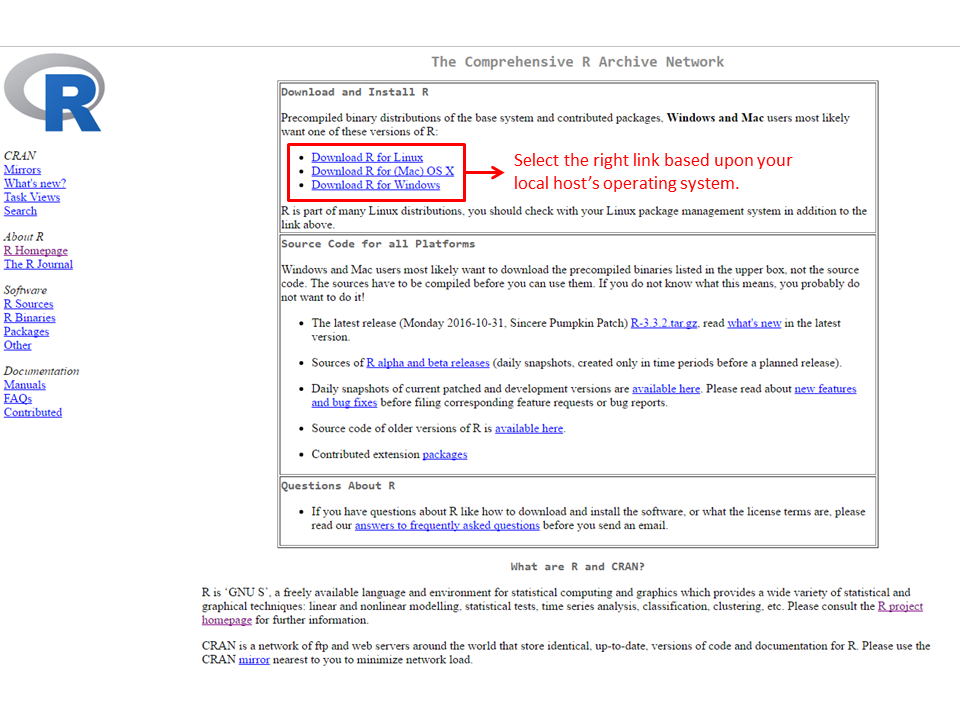 The Comprehensive R Archive Network
R
CRAN
Mirrors
What's new?
Task Views
Search
About R
R Homepage
The R Journal
Software
R Sources
R Binaries
Packages
Other
Documentation
Manuals
FAQs
Contributed
Download and Install R
Precompiled binary distributions of the base system and contributed packages, Windows and Mac users most likely
want one of these versions of R:
• Download R for Linux
• Download R for (Mac) OS X
• Download R for Windows
Select the right link based upon your
local host's operating system.
R is part of many Linux distributions, you should check with your Linux package management system in addition to the
link above.
Source Code for all Platforms
Windows and Mac users most likely want to download the precompiled binaries listed in the upper box, not the source
code. The sources have to be compiled before you can use them. If you do not know what this means, you probably do
not want to do it!
• The latest release (Monday 2016-10-31, Sincere Pumpkin Patch) R-3.3.2.tar.gz, read what's new in the latest
version.
• Sources of R alpha and beta releases (daily snapshots, created only in time periods before a planned release).
• Daily snapshots of current patched and development versions are available here. Please read about new features
and bug fixes before filing corresponding feature requests or bug reports.
• Source code of older versions of R is available here.
• Contributed extension packages
Questions About R
• If you have questions about R like how to download and install the software, or what the license terms are, please
read our answers to frequently asked questions before you send an email.
What are R and CRAN?
R is 'GNU S', a freely available language and environment for statistical computing and graphics which provides a wide variety of statistical and
graphical techniques: linear and nonlinear modelling, statistical tests, time series analysis, classification, clustering, etc. Please consult the R project
homepage for further information.
CRAN is a network of ftp and web servers around the world that store identical, up-to-date, versions of code and documentation for R. Please use the
CRAN mirror nearest to you to minimize network load.